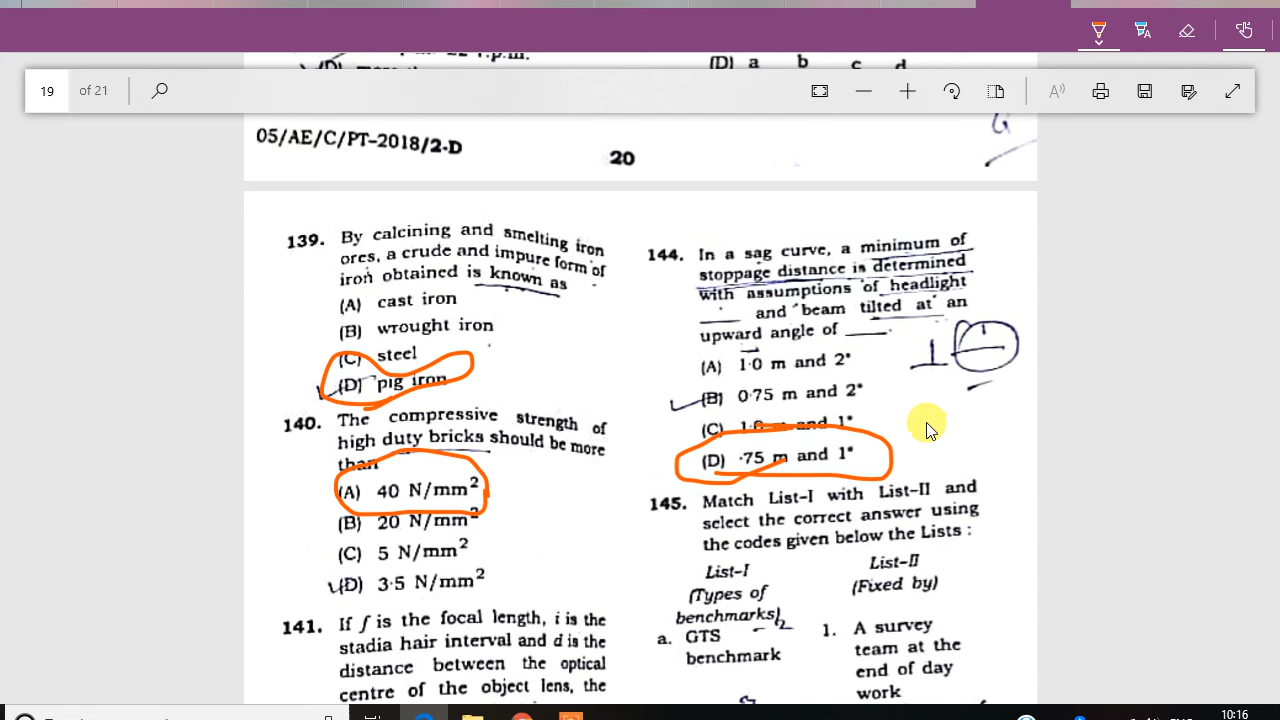 19 of 21
(D) a b c d
05/AE/C/PT-2018/2-D
20
139. By calcining and smelting iron
ores, a crude and impure form of
iron obtained is known as
(A) cast iron
(B) wrought iron
(C) steel
(D) pig iron
140. The compressive strength of
high duty bricks should be more
than
(A) 40 N/mm²
(B) 20 N/mm²
(C) 5 N/mm²
(D) 3·5 N/mm²
141. If f is the focal length, i is the
stadia hair interval and d is the
distance between the optical
centre of the object lens, the
144. In a sag curve, a minimum of
stoppage distance is determined
with assumptions of headlight
____ and beam tilted at an
upward angle of ____.
(A) 1·0 m and 2°
(B) 0·75 m and 2°
(C) 1·0 m and 1°
(D) ·75 m and 1°
145. Match List-I with List-II and
select the correct answer using
the codes given below the Lists :
List-I
(Types of
benchmarks)
List-II
(Fixed by)
a. GTS
benchmark
1. A survey
team at the
end of day
work
10:16